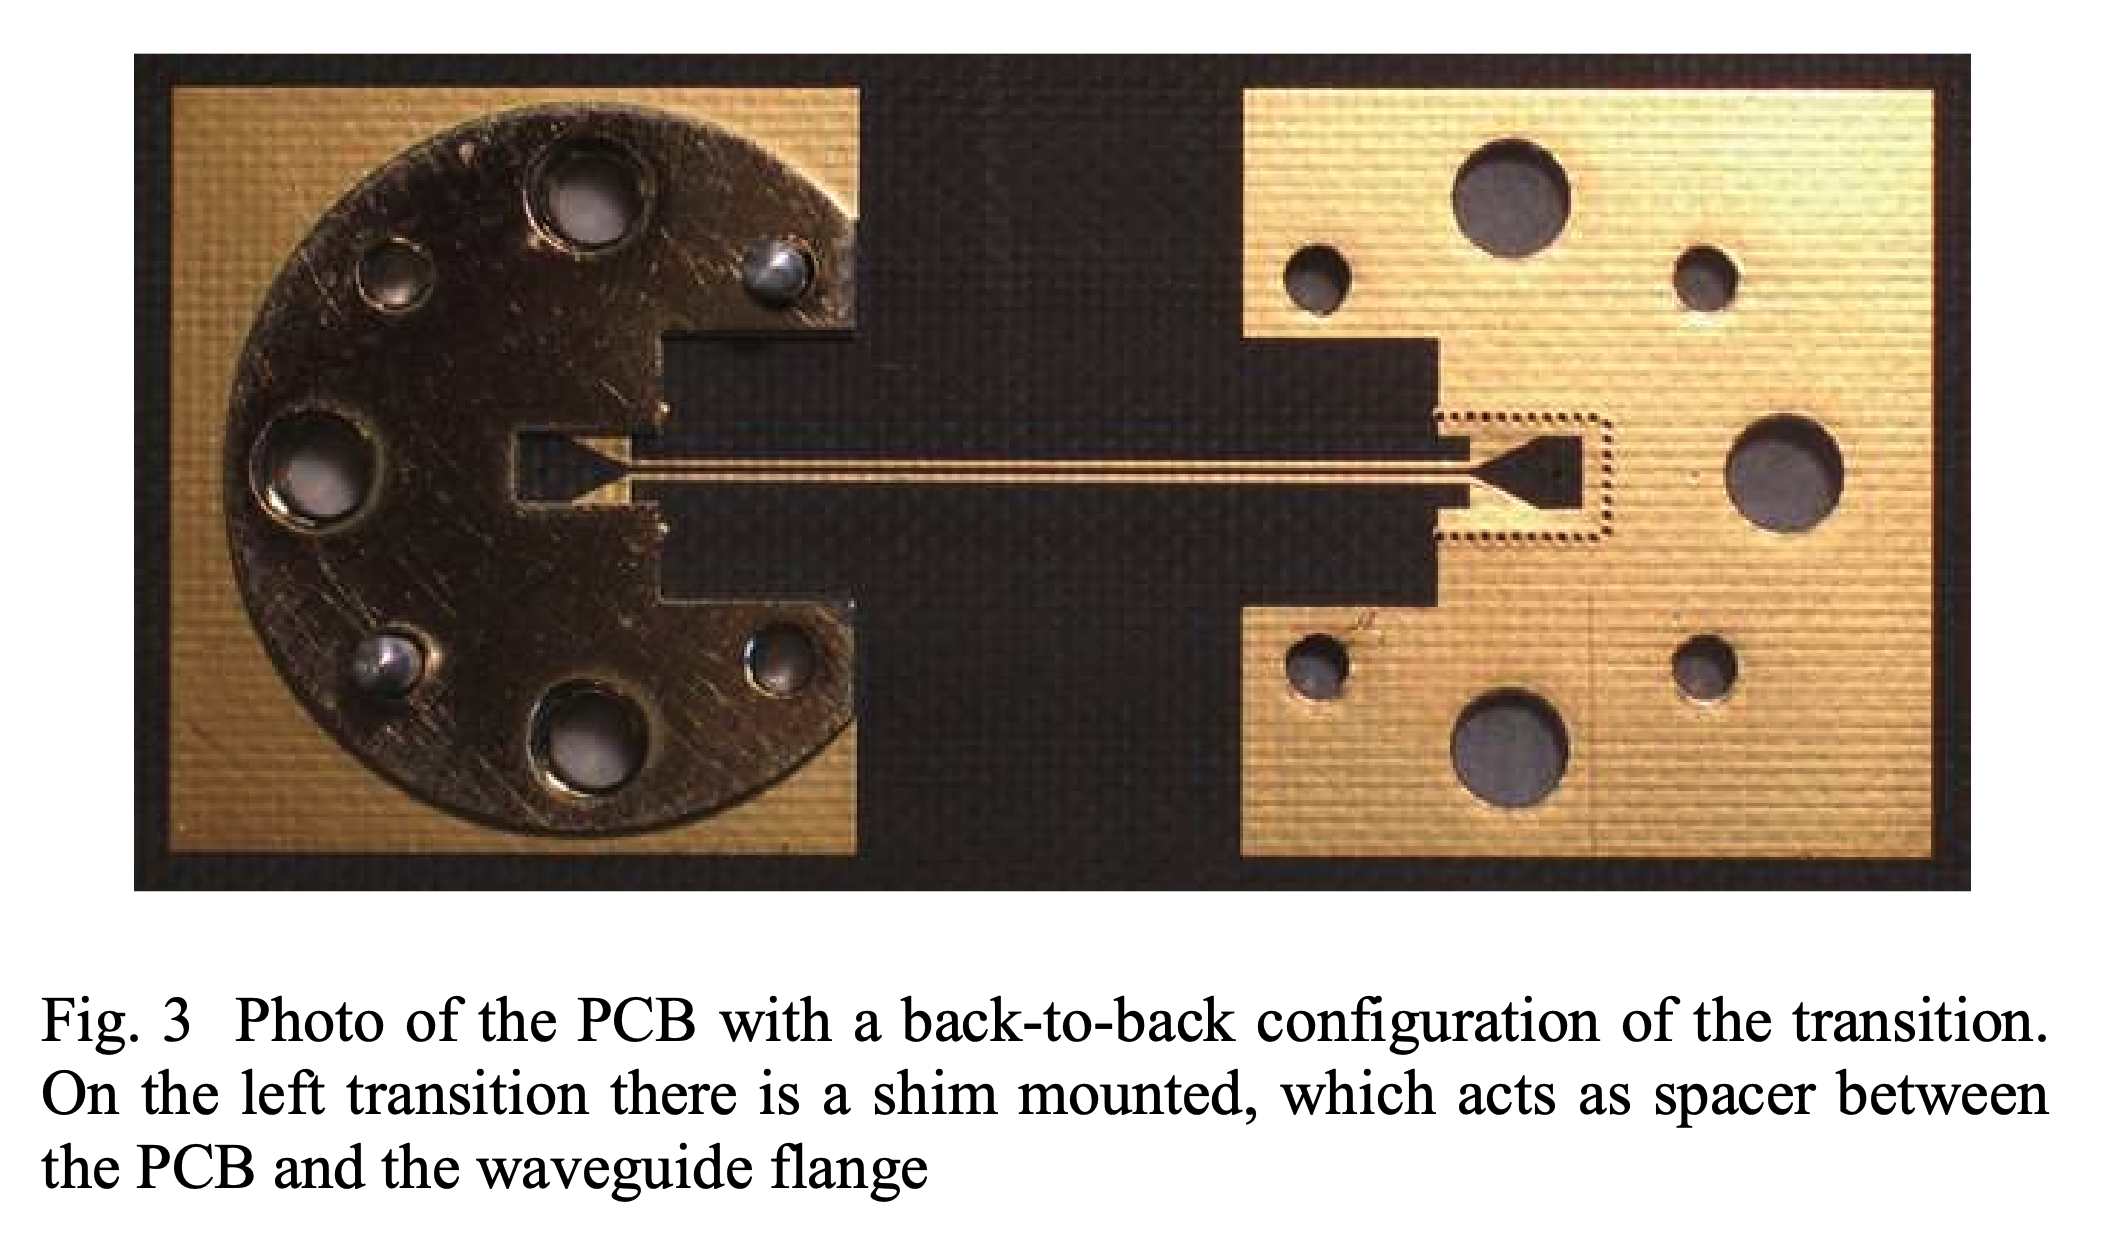 Fig. 3 Photo of the PCB with a back-to-back configuration of the transition.
On the left transition there is a shim mounted, which acts as spacer between
the PCB and the waveguide flange